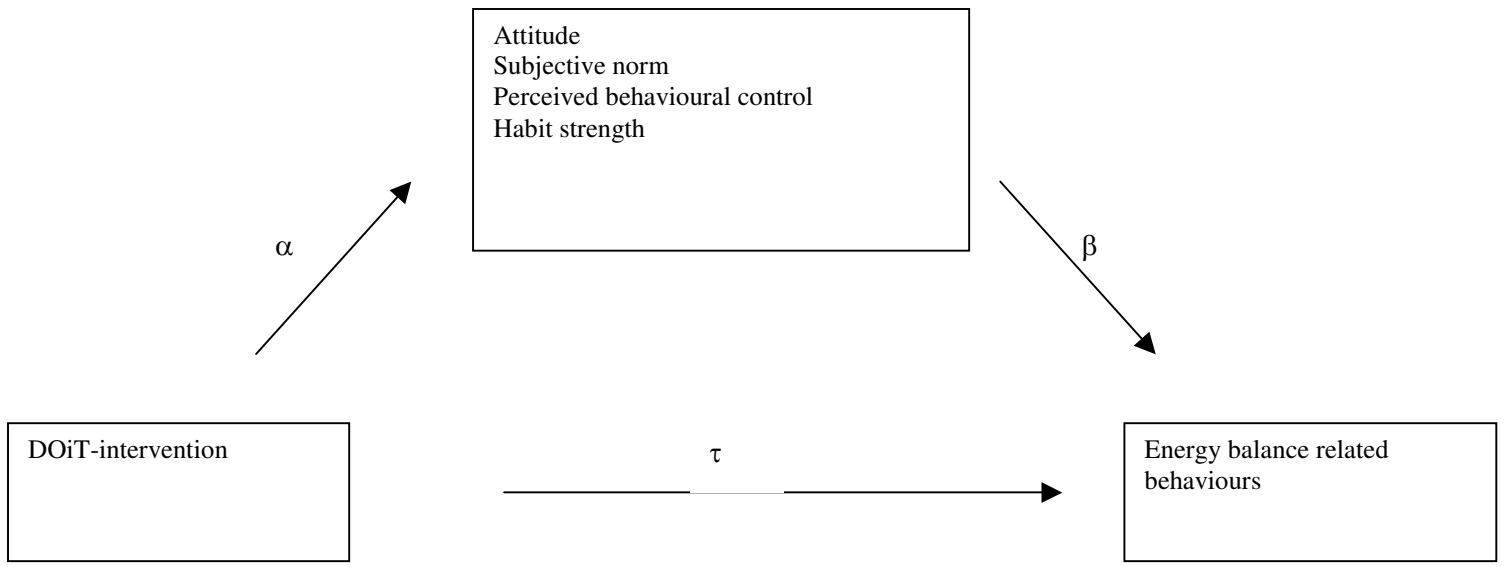 Attitude
Subjective norm
Perceived behavioural control
Habit strength
α
β
DOiT-intervention
τ
Energy balance related
behaviours